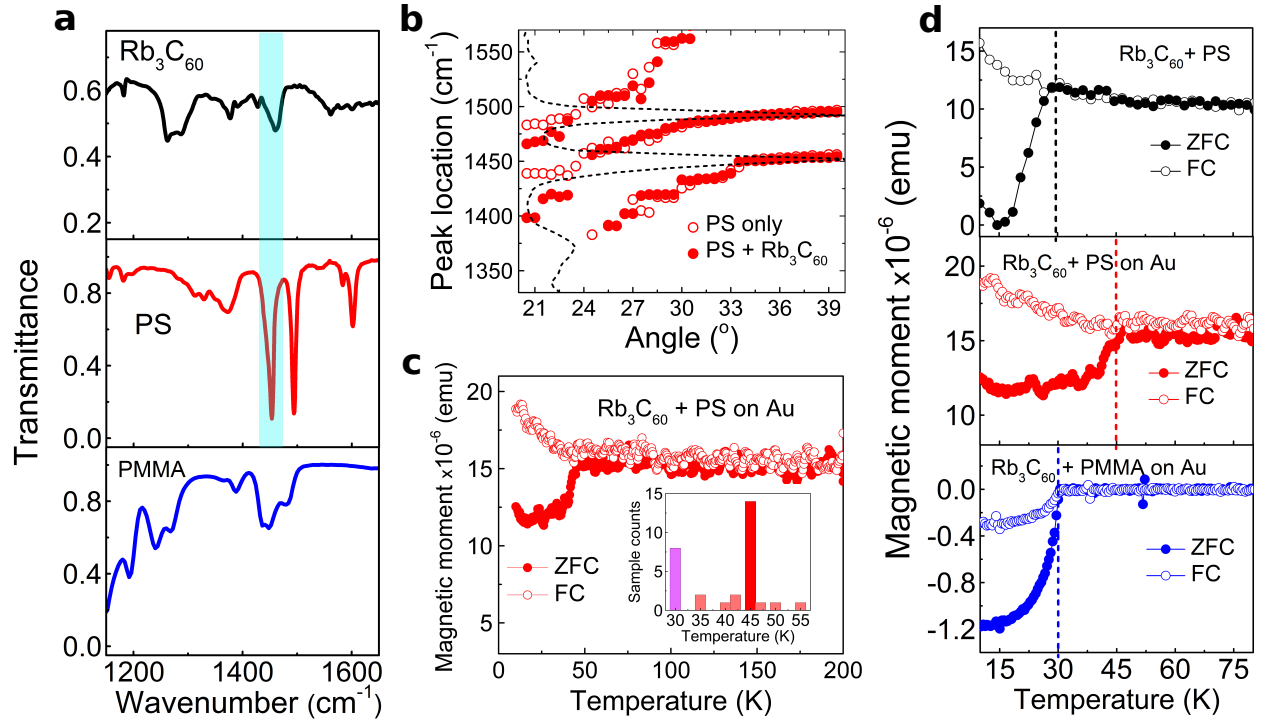 a
Rb₃C₆₀
0.6
0.4
0.2
PS
0.8
0.4
0.0
PMMA
0.8
0.4
0.0
1200
1400
1600
Transmittance
Wavenumber (cm⁻¹)
b
Peak location (cm⁻¹)
1550
1500
1450
1400
1350
PS only
PS + Rb₃C₆₀
21
24
27
30
33
36
39
Angle (°)
c
Magnetic moment x10⁻⁶ (emu)
20
15
10
5
Rb₃C₆₀ + PS on Au
ZFC
FC
Sample counts
15
10
5
0
30
35
40
45
50
55
Temperature (K)
0
50
100
150
200
Temperature (K)
d
Magnetic moment x10⁻⁶ (emu)
15
10
5
0
Rb₃C₆₀+ PS
ZFC
FC
20
15
10
Rb₃C₆₀+ PS on Au
ZFC
FC
0.0
-0.4
-0.8
-1.2
Rb₃C₆₀ + PMMA on Au
ZFC
FC
15
30
45
60
75
Temperature (K)